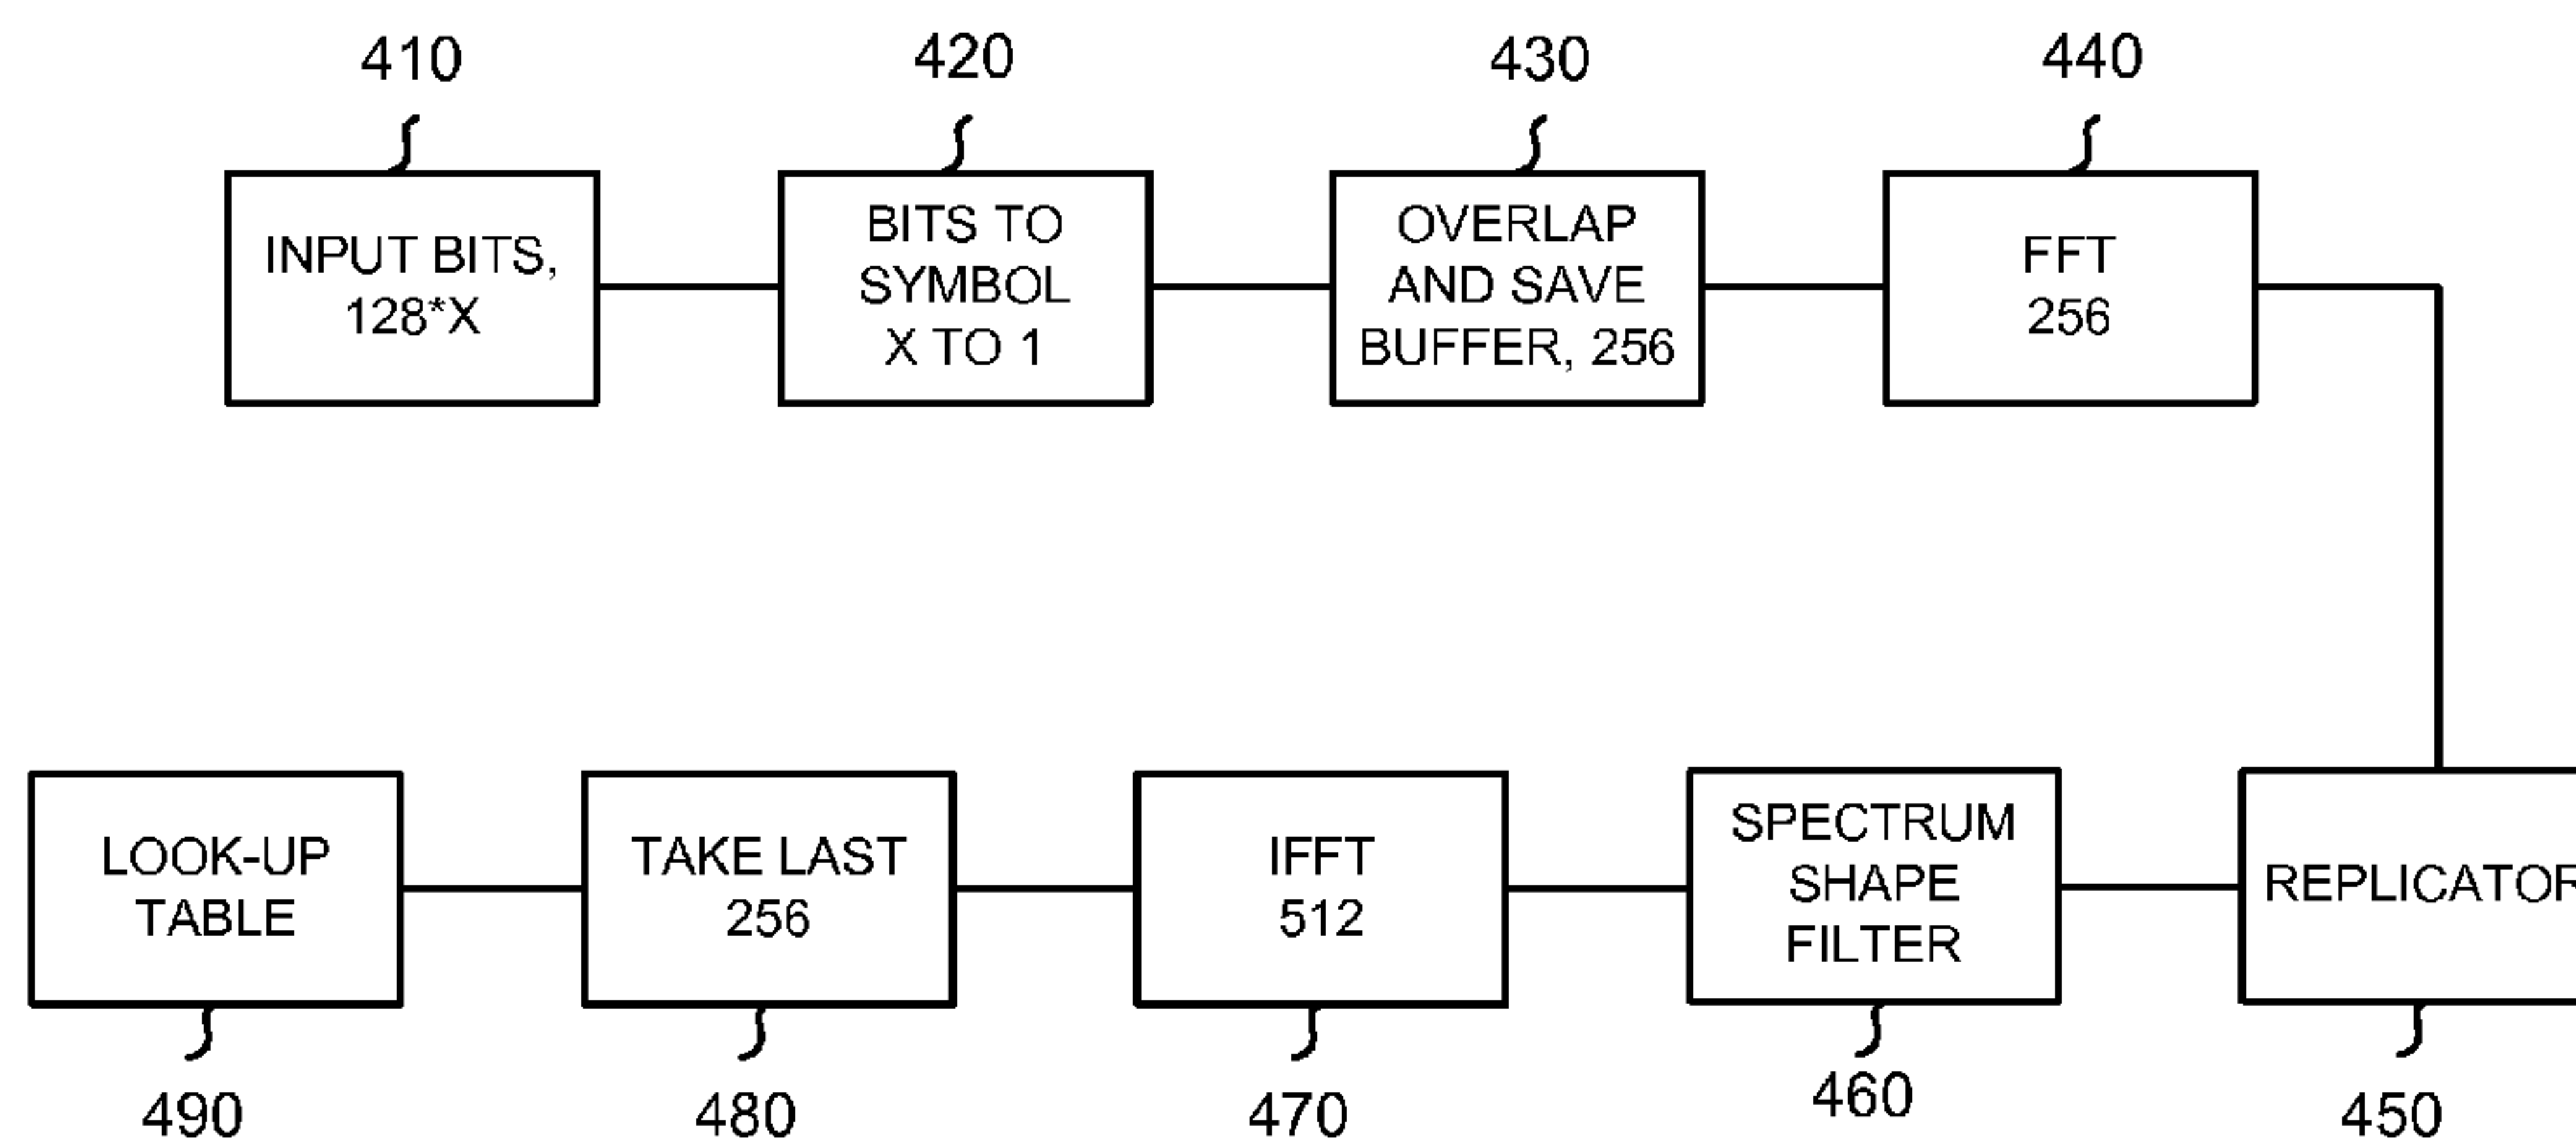 410
420
430
440
INPUT BITS,
128*X
BITS TO
SYMBOL
X TO 1
OVERLAP
AND SAVE
BUFFER, 256
FFT
256
LOOK-UP
TABLE
TAKE LAST
256
IFFT
512
SPECTRUM
SHAPE
FILTER
REPLICATOR
490
480
470
460
450